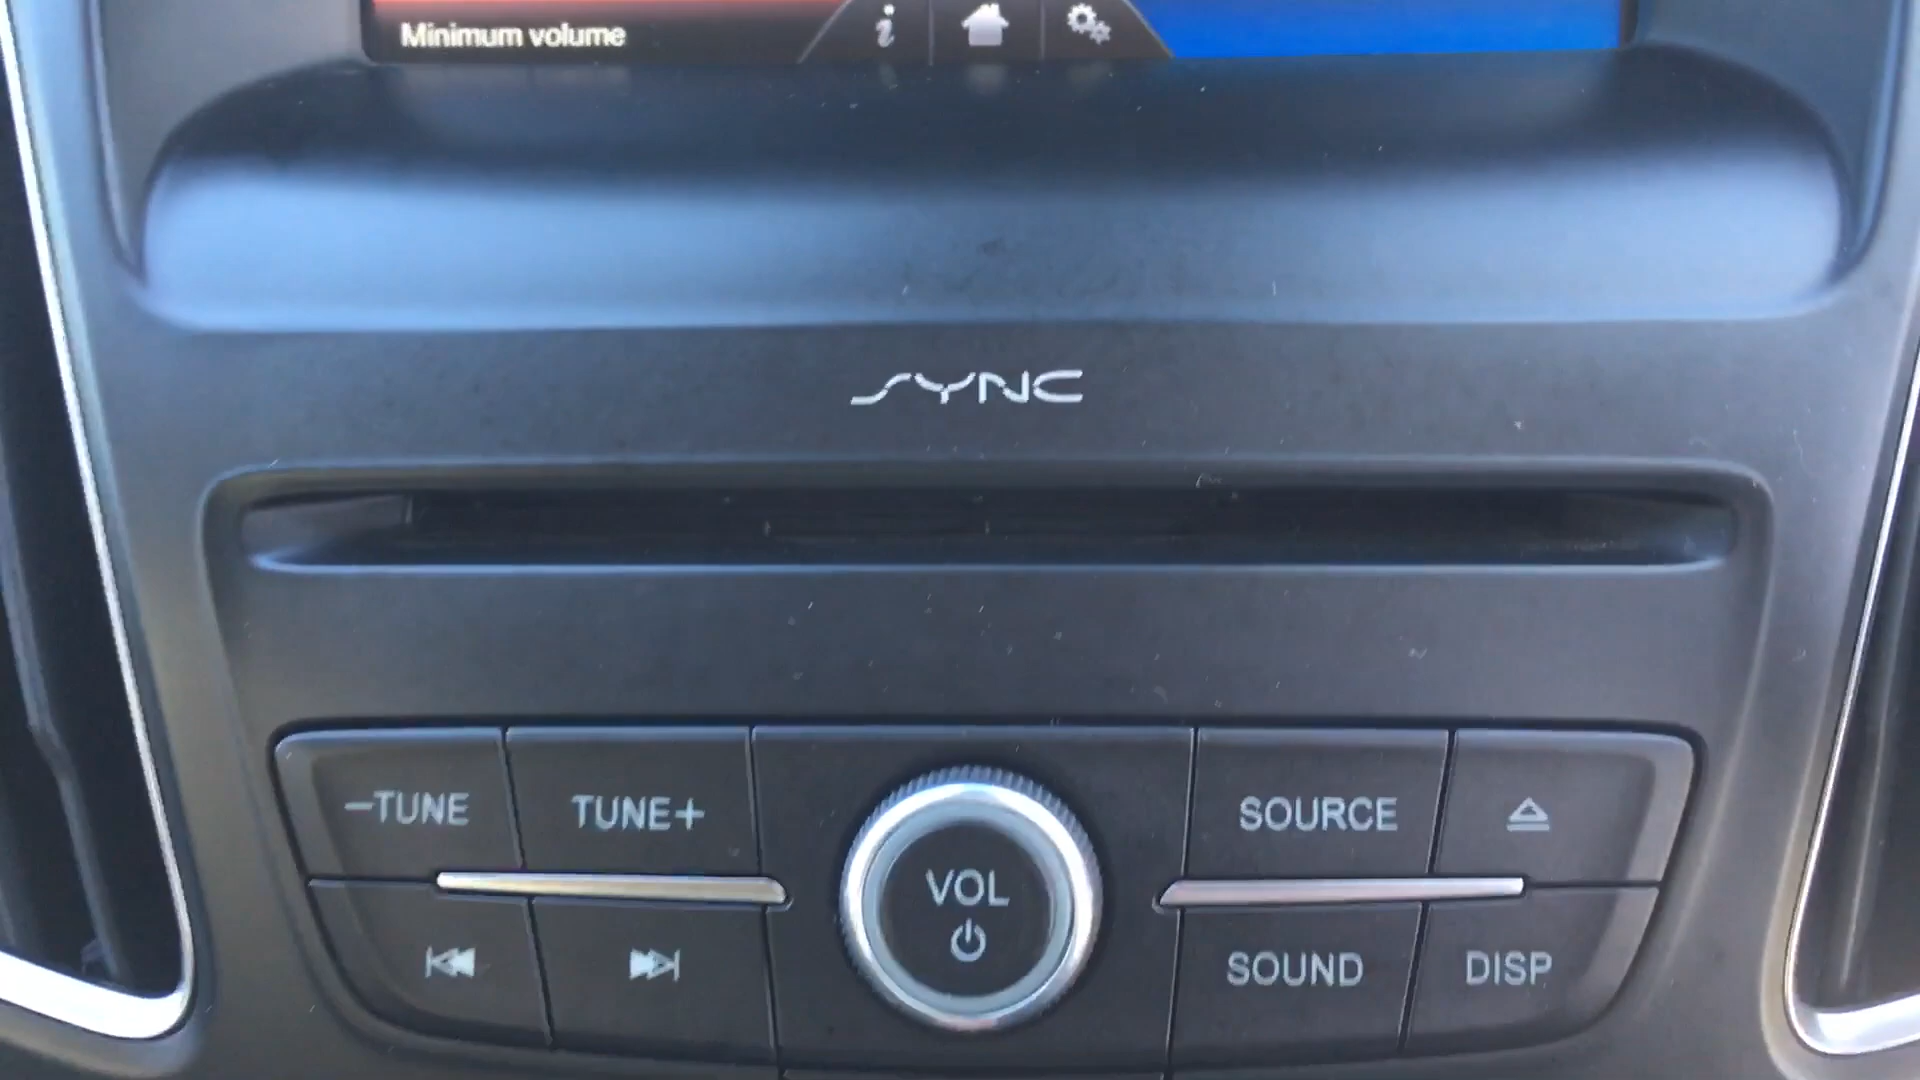 Minimum volume
SYNC
−TUNE
TUNE+
VOL
SOURCE
SOUND
DISP